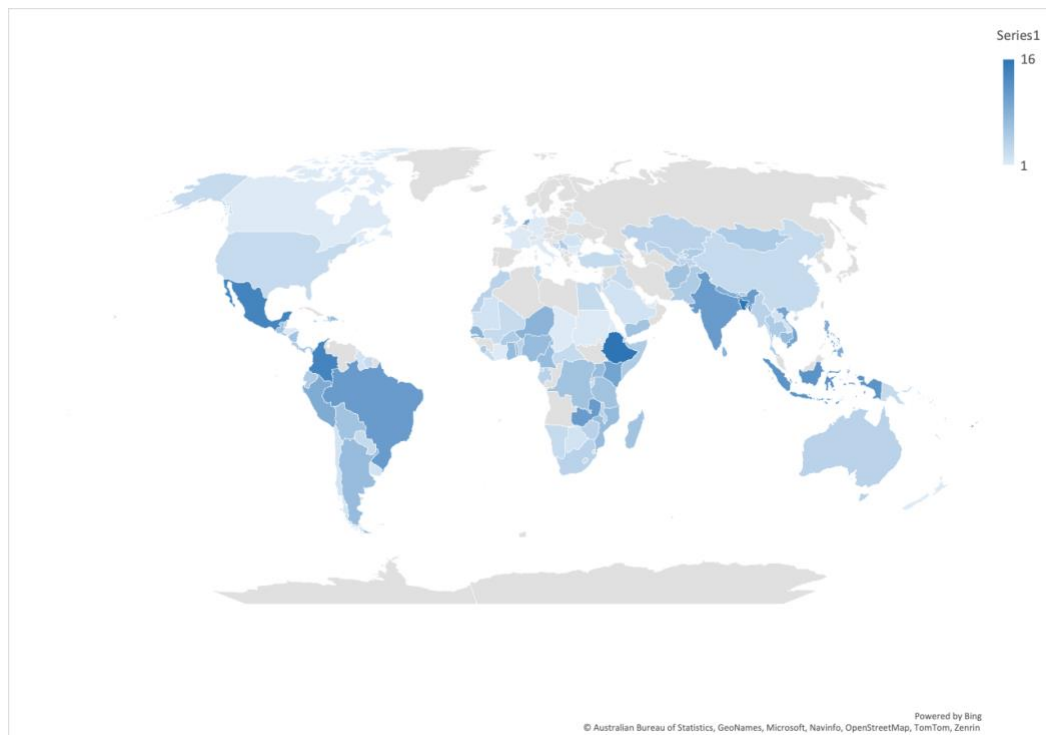 Series1
16
1
Powered by Bing
© Australian Bureau of Statistics, GeoNames, Microsoft, Navinfo, OpenStreetMap, TomTom, Zenrin